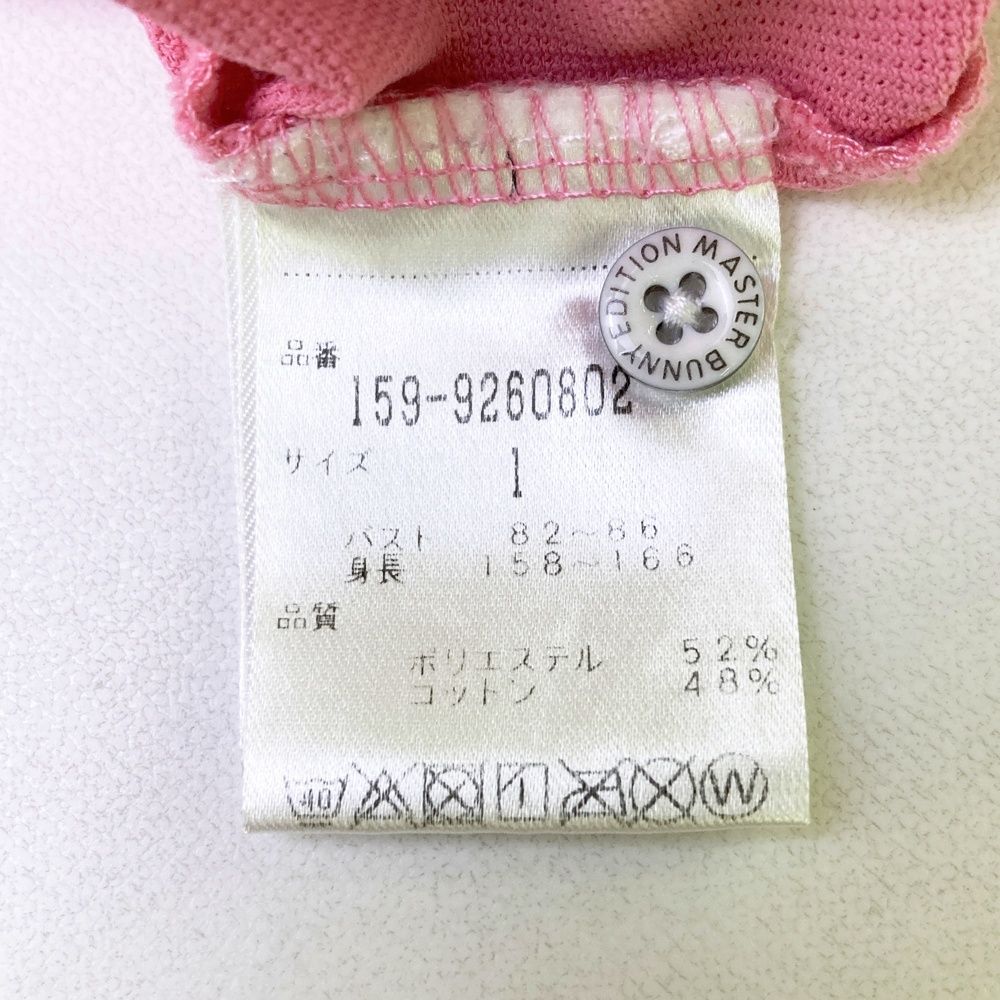 MASTER BUNNY EDITION
品番
159-9260802
サイズ 1
バスト 82~86
身長 158~166
品質
ポリエステル 52%
コットン 48%
40 W